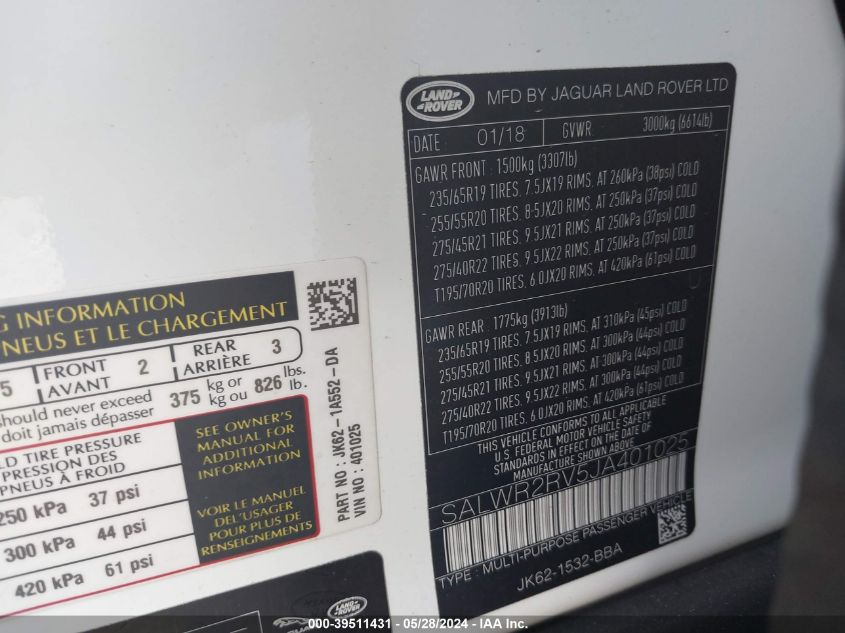 LAND
ROVER
MFD BY JAGUAR LAND ROVER LTD
DATE : 01/18 GVWR 3000kg (6614lb)
GAWR FRONT : 1500kg (3307lb)
235/65R19 TIRES, 7.5JX19 RIMS, AT 260kPa (38psi) COLD
255/55R20 TIRES, 8.5JX20 RIMS, AT 250kPa (37psi) COLD
275/45R21 TIRES, 9.5JX21 RIMS, AT 250kPa (37psi) COLD
275/40R22 TIRES, 9.5JX22 RIMS, AT 250kPa (37psi) COLD
T195/70R20 TIRES, 6.0JX20 RIMS, AT 420kPa (61psi) COLD
GAWR REAR : 1775kg (3913lb)
235/65R19 TIRES, 7.5JX19 RIMS, AT 310kPa (45psi) COLD
255/55R20 TIRES, 8.5JX20 RIMS, AT 300kPa (44psi) COLD
275/45R21 TIRES, 9.5JX21 RIMS, AT 300kPa (44psi) COLD
275/40R22 TIRES, 9.5JX22 RIMS, AT 300kPa (44psi) COLD
T195/70R20 TIRES, 6.0JX20 RIMS, AT 420kPa (61psi) COLD
THIS VEHICLE CONFORMS TO ALL APPLICABLE
U.S. FEDERAL MOTOR VEHICLE SAFETY
STANDARDS IN EFFECT ON THE DATE OF
MANUFACTURE SHOWN ABOVE
SALWR2RV5JA401025
TYPE : MULTI-PURPOSE PASSENGER VEHICLE
JK62-1532-BBA
G INFORMATION
PNEUS ET LE CHARGEMENT
5 FRONT 2 REAR 3
AVANT ARRIÈRE
should never exceed 375 kg or 826 lbs.
doit jamais dépasser kg ou lb.
LD TIRE PRESSURE
PRESSION DES
PNEUS À FROID
250 kPa 37 psi
300 kPa 44 psi
420 kPa 61 psi
SEE OWNER'S
MANUAL FOR
ADDITIONAL
INFORMATION
VOIR LE MANUEL
DEL'USAGER
POUR PLUS DE
RENSEIGNEMENTS
PART NO : JK62-1A552-DA
VIN NO : 401025
LAND
ROVER
000-39511431 - 05/28/2024 - IAA Inc.